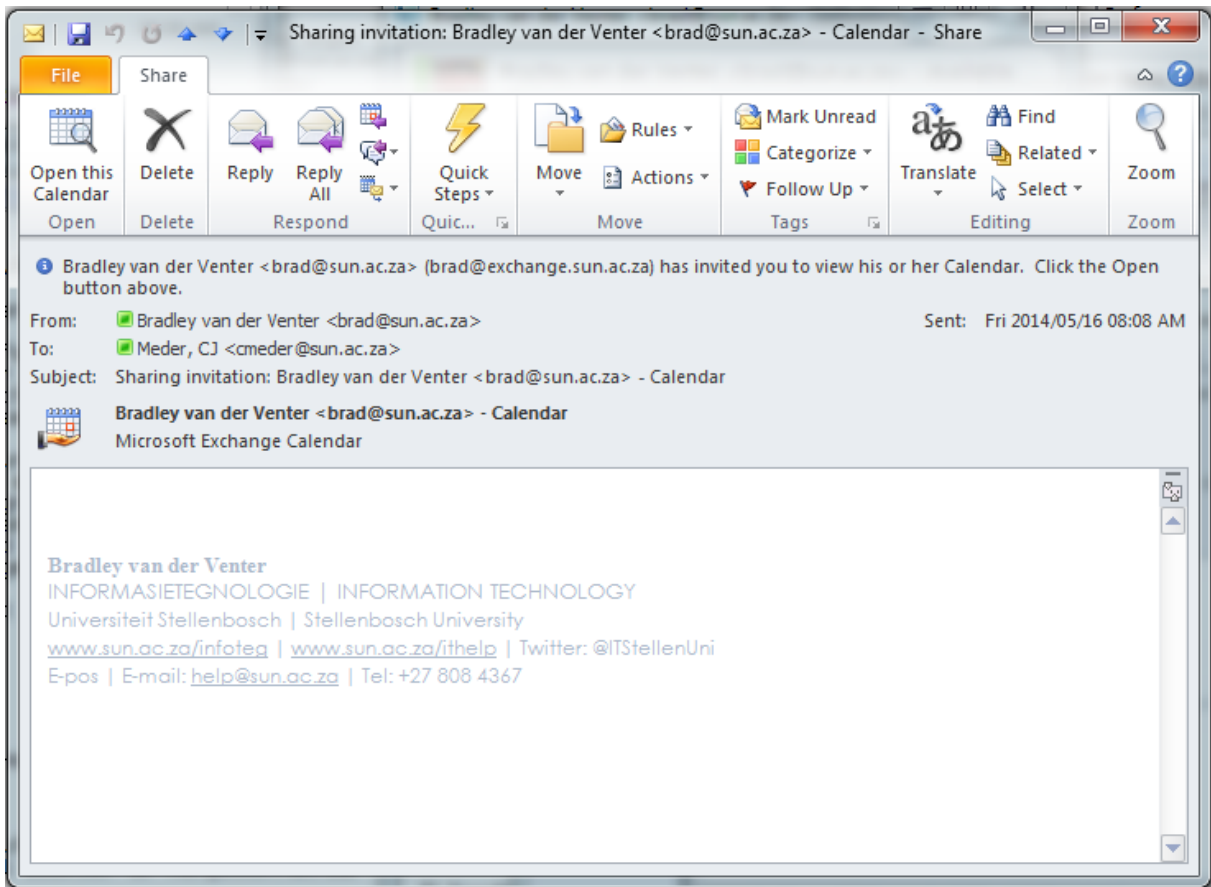 Sharing invitation: Bradley van der Venter <brad@sun.ac.za> - Calendar - Share
File Share
Open this Calendar
Delete
Reply
Reply All
Quick Steps
Move
Rules
Actions
Mark Unread
Categorize
Follow Up
Translate
Find
Related
Select
Zoom
Open Delete Respond Quic... Move Tags Editing Zoom
Bradley van der Venter <brad@sun.ac.za> (brad@exchange.sun.ac.za) has invited you to view his or her Calendar. Click the Open
button above.
From: Bradley van der Venter <brad@sun.ac.za> Sent: Fri 2014/05/16 08:08 AM
To: Meder, CJ <cmeder@sun.ac.za>
Subject: Sharing invitation: Bradley van der Venter <brad@sun.ac.za> - Calendar
Bradley van der Venter <brad@sun.ac.za> - Calendar
Microsoft Exchange Calendar
Bradley van der Venter
INFORMASIETEGNOLOGIE | INFORMATION TECHNOLOGY
Universiteit Stellenbosch | Stellenbosch University
www.sun.ac.za/infoteg | www.sun.ac.za/ithelp | Twitter: @ITStellenUni
E-pos | E-mail: help@sun.ac.za | Tel: +27 808 4367